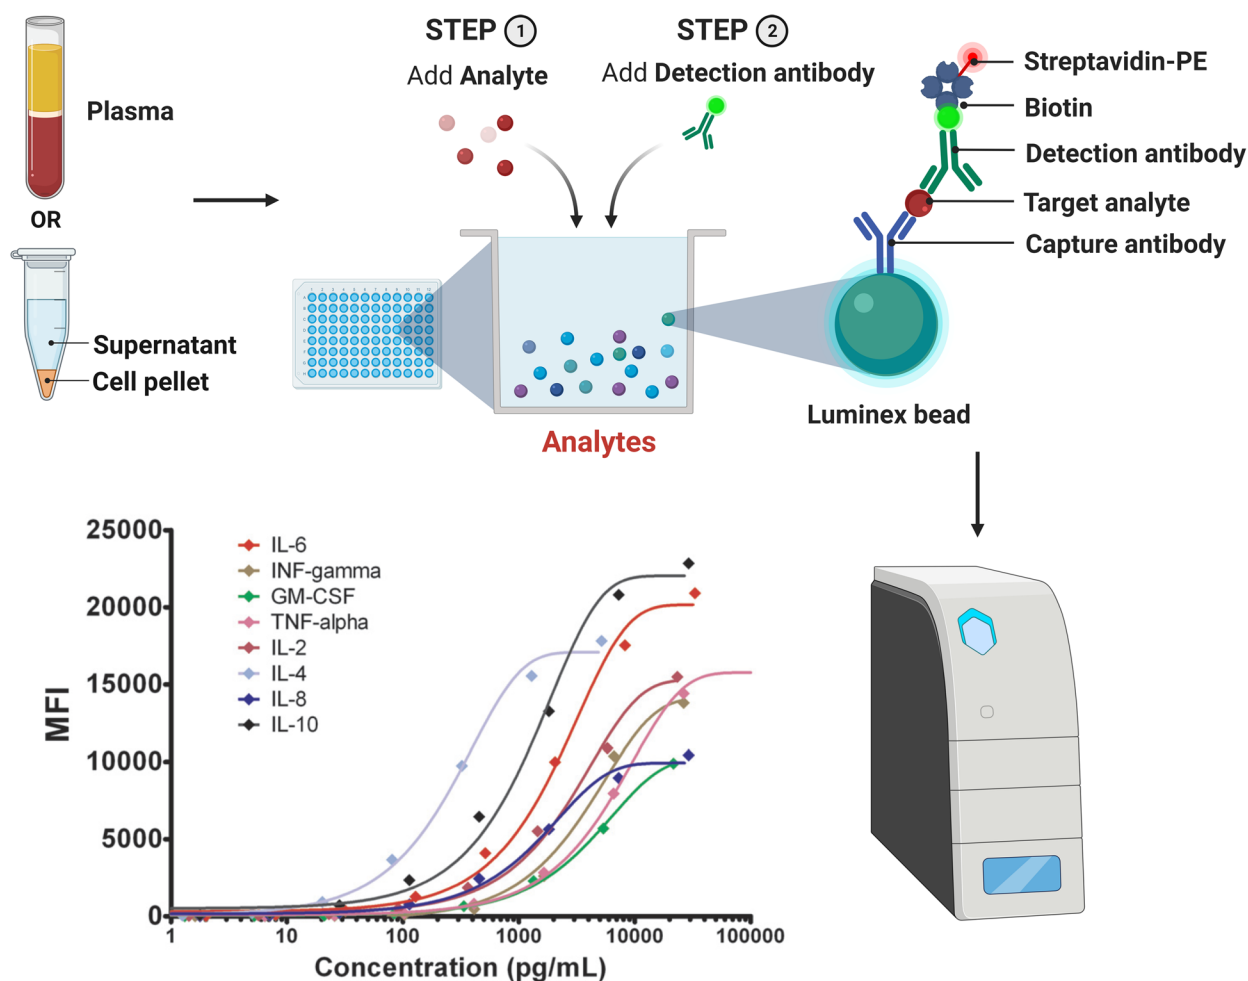 STEP 1
STEP 2
Add Analyte
Add Detection antibody
Plasma
OR
Supernatant
Cell pellet
Streptavidin-PE
Biotin
Detection antibody
Target analyte
Capture antibody
Luminex bead
Analytes
25000
20000
15000
10000
5000
0
MFI
IL-6
INF-gamma
GM-CSF
TNF-alpha
IL-2
IL-4
IL-8
IL-10
1
10
100
1000
10000
100000
Concentration (pg/mL)